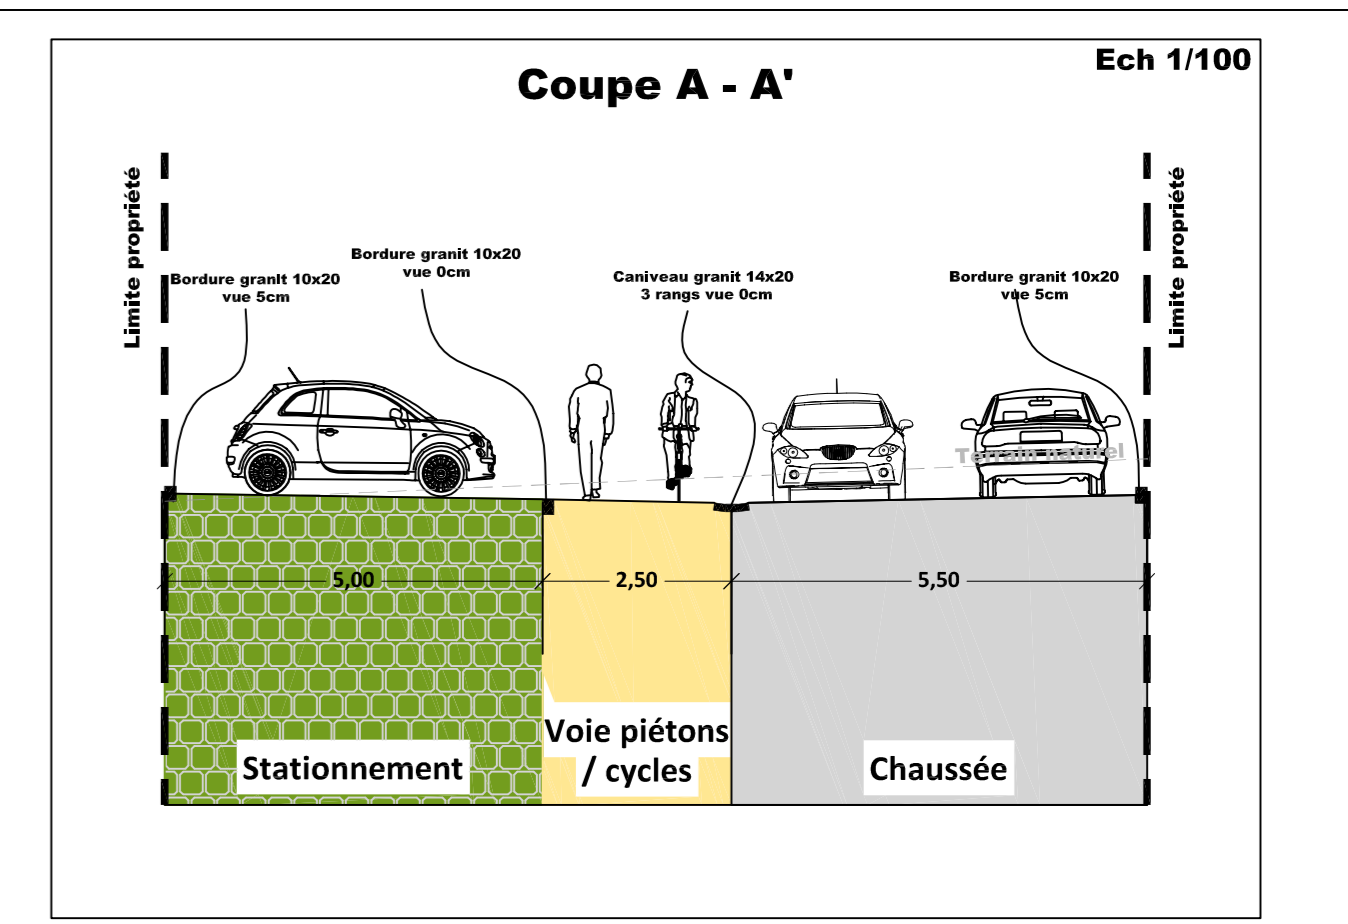 Ech 1/100
Coupe A - A'
Limite propriété
Limite propriété
Bordure granit 10x20
vue 5cm
Bordure granit 10x20
vue 0cm
Caniveau granit 14x20
3 rangs vue 0cm
Bordure granit 10x20
vue 5cm
Terrain naturel
5,00
2,50
5,50
Stationnement
Voie piétons
/ cycles
Chaussée